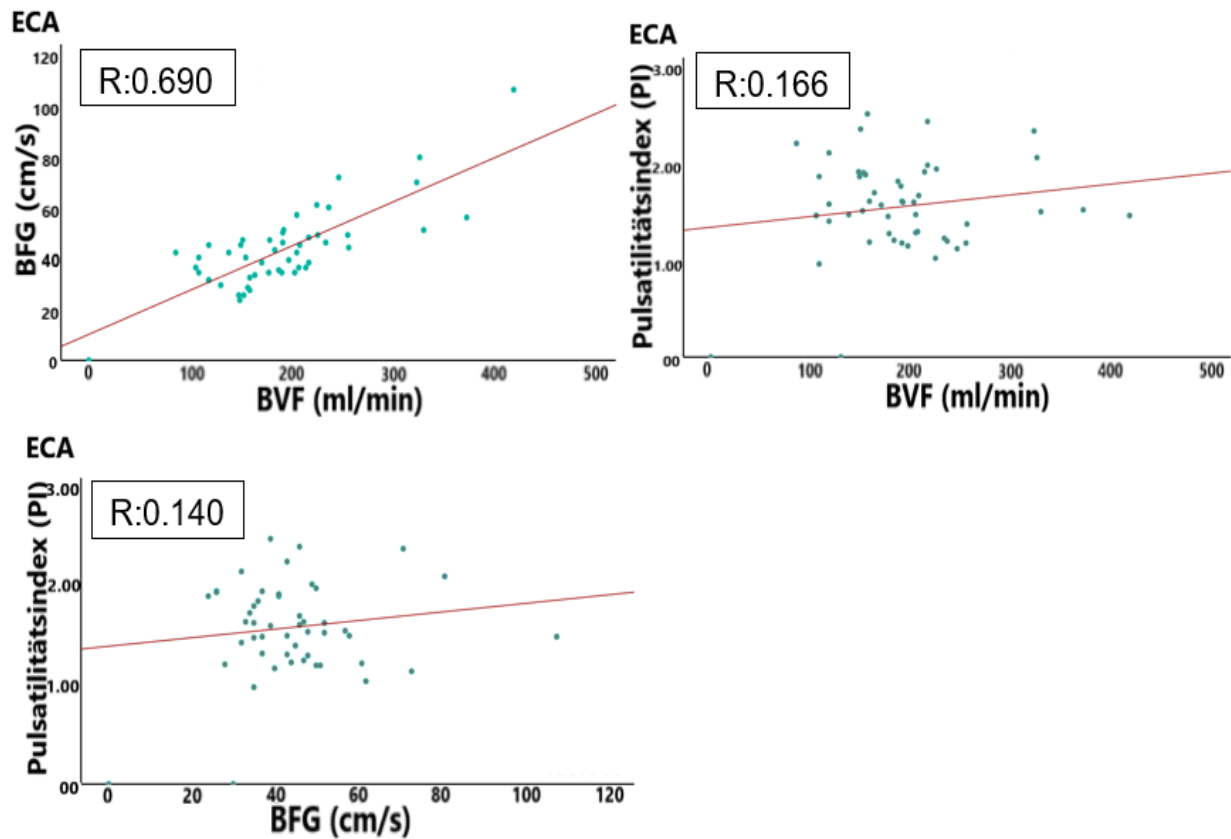 ECA
R:0.690
BFG (cm/s)
120
100
80
60
40
20
0
0 100 200 300 400 500
BVF (ml/min)
ECA
R:0.166
Pulsatilitätsindex (PI)
3.00
2.00
1.00
00
0 100 200 300 400 500
BVF (ml/min)
ECA
R:0.140
Pulsatilitätsindex (PI)
3.00
2.00
1.00
00
0 20 40 60 80 100 120
BFG (cm/s)